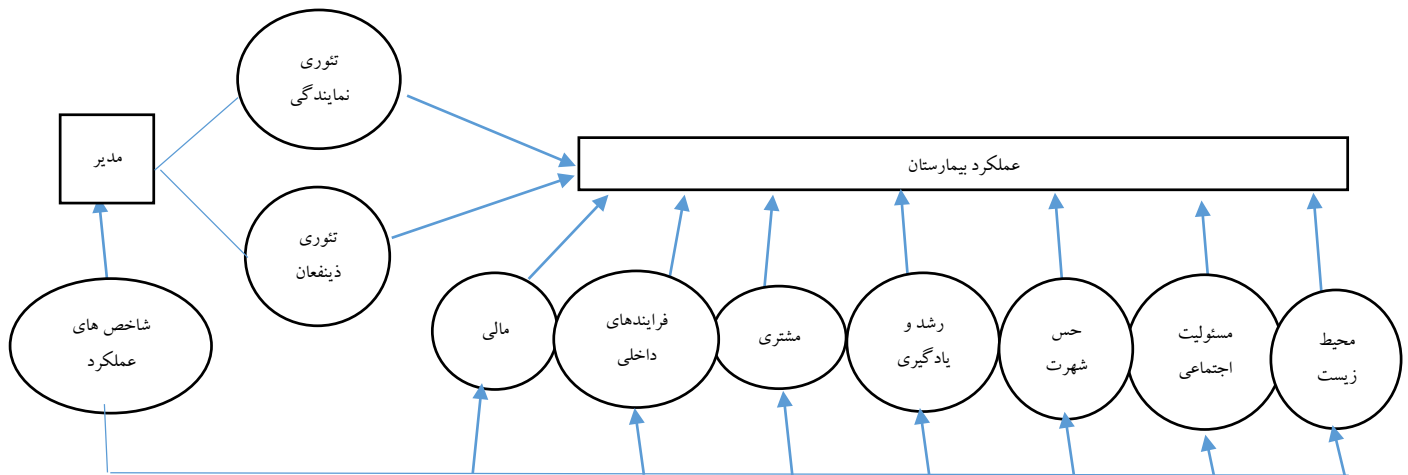 تئوری
نمایندگی
مدیر
عملکرد بیمارستان
تئوری
ذینفعان
شاخص های
عملکرد
مالی
فرایندهای
داخلی
مشتری
رشد و
یادگیری
حس
شهرت
مسئولیت
اجتماعی
محیط
زیست